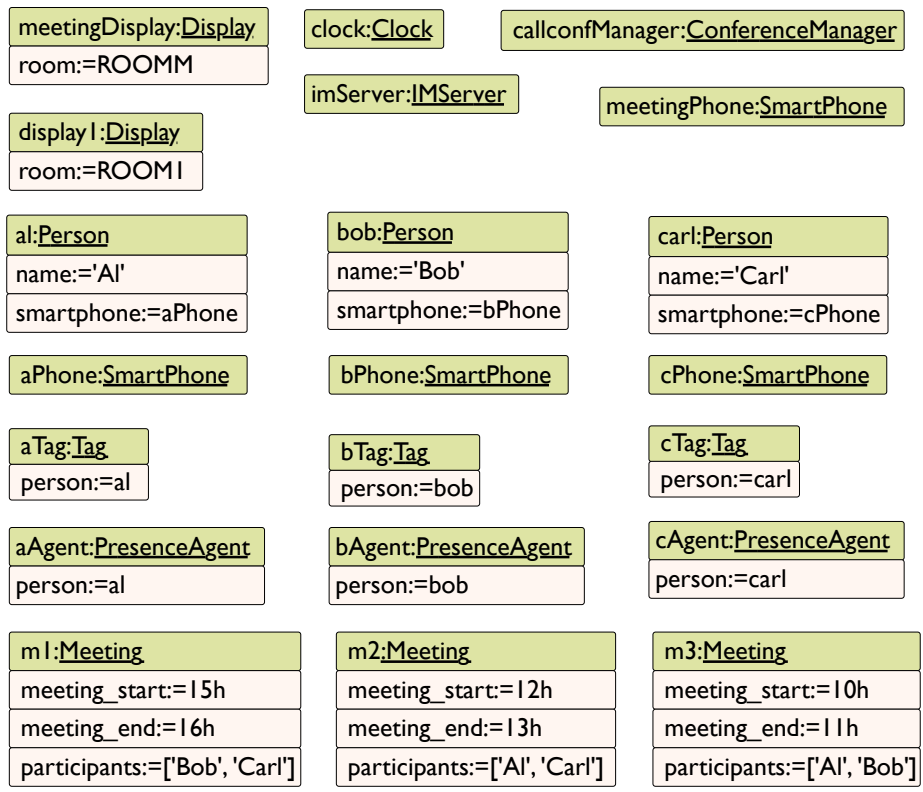 meetingDisplay:Display
room:=ROOMM
clock:Clock
callconfManager:ConferenceManager
imServer:IMServer
meetingPhone:SmartPhone
display1:Display
room:=ROOM1
al:Person
name:='Al'
smartphone:=aPhone
bob:Person
name:='Bob'
smartphone:=bPhone
carl:Person
name:='Carl'
smartphone:=cPhone
aPhone:SmartPhone
bPhone:SmartPhone
cPhone:SmartPhone
aTag:Tag
person:=al
bTag:Tag
person:=bob
cTag:Tag
person:=carl
aAgent:PresenceAgent
person:=al
bAgent:PresenceAgent
person:=bob
cAgent:PresenceAgent
person:=carl
m1:Meeting
meeting_start:=15h
meeting_end:=16h
participants:=['Bob', 'Carl']
m2:Meeting
meeting_start:=12h
meeting_end:=13h
participants:=['Al', 'Carl']
m3:Meeting
meeting_start:=10h
meeting_end:=11h
participants:=['Al', 'Bob']